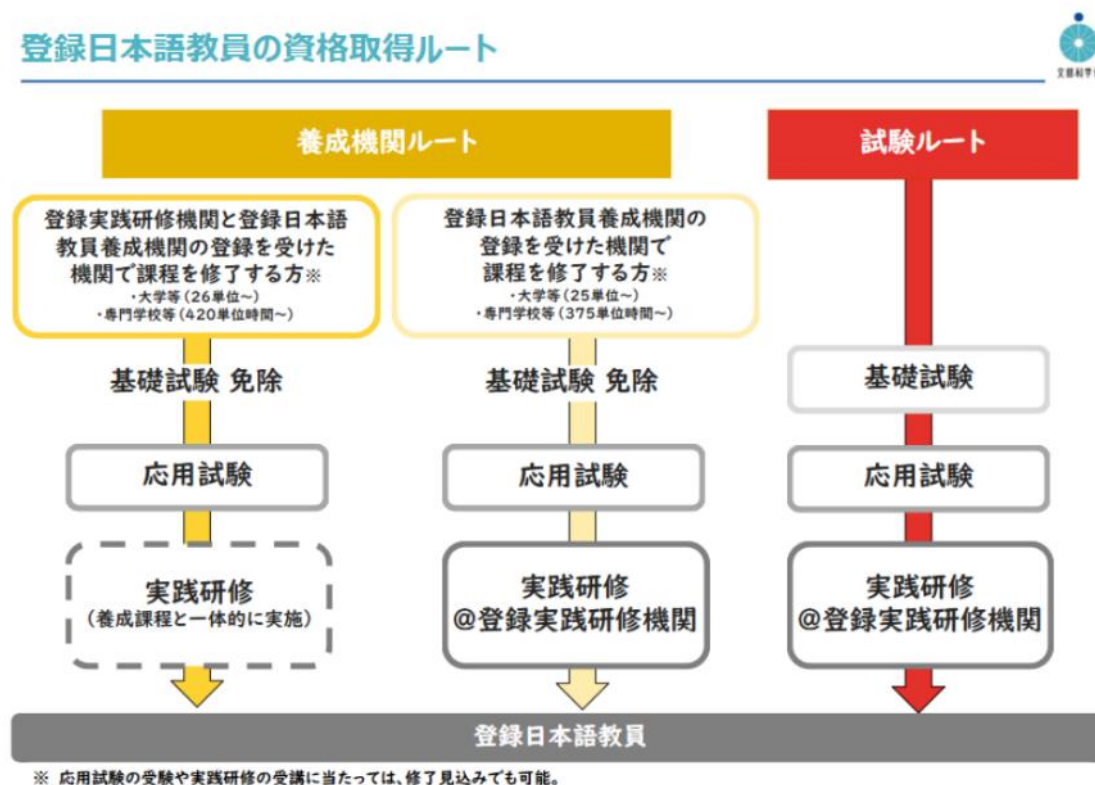 登録日本語教員の資格取得ルート
養成機関ルート
登録実践研修機関と登録日本語
教員養成機関の登録を受けた
機関で課程を修了する方※
・大学等（26単位～）
・専門学校等（420単位時間～）
基礎試験 免除
応用試験
実践研修
（養成課程と一体的に実施）
登録日本語教員養成機関の
登録を受けた機関で
課程を修了する方※
・大学等（25単位～）
・専門学校等（375単位時間～）
基礎試験 免除
応用試験
実践研修
@登録実践研修機関
試験ルート
基礎試験
応用試験
実践研修
@登録実践研修機関
登録日本語教員
※ 応用試験の受験や実践研修の受講に当たっては、修了見込みでも可能。